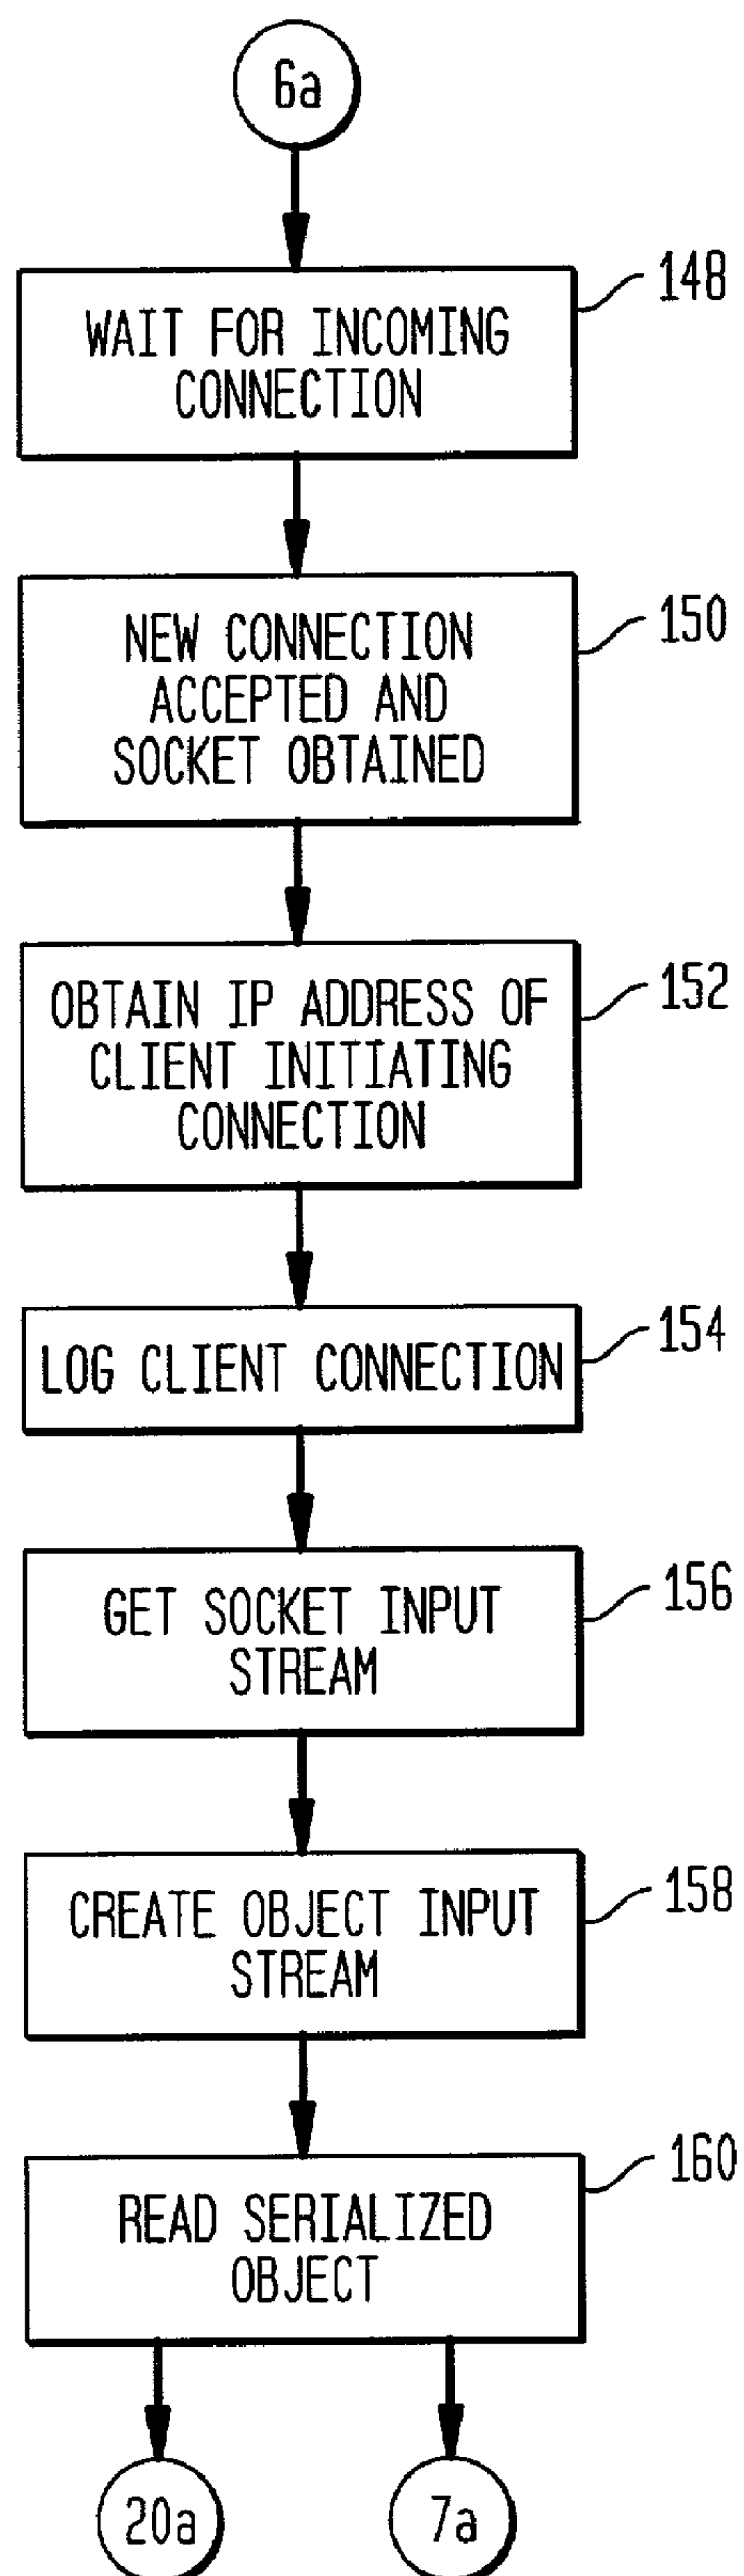 6a
WAIT FOR INCOMING
CONNECTION
148
NEW CONNECTION
ACCEPTED AND
SOCKET OBTAINED
150
OBTAIN IP ADDRESS OF
CLIENT INITIATING
CONNECTION
152
LOG CLIENT CONNECTION
154
GET SOCKET INPUT
STREAM
156
CREATE OBJECT INPUT
STREAM
158
READ SERIALIZED
OBJECT
160
20a
7a